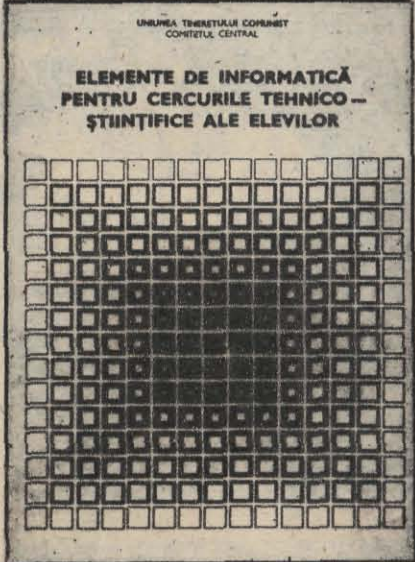 UNIUNEA TINERETULUI COMUNIST
COMITETUL CENTRAL
ELEMENTE DE INFORMATICĂ
PENTRU CERCURILE TEHNICO —
ȘTIINȚIFICE ALE ELEVILOR